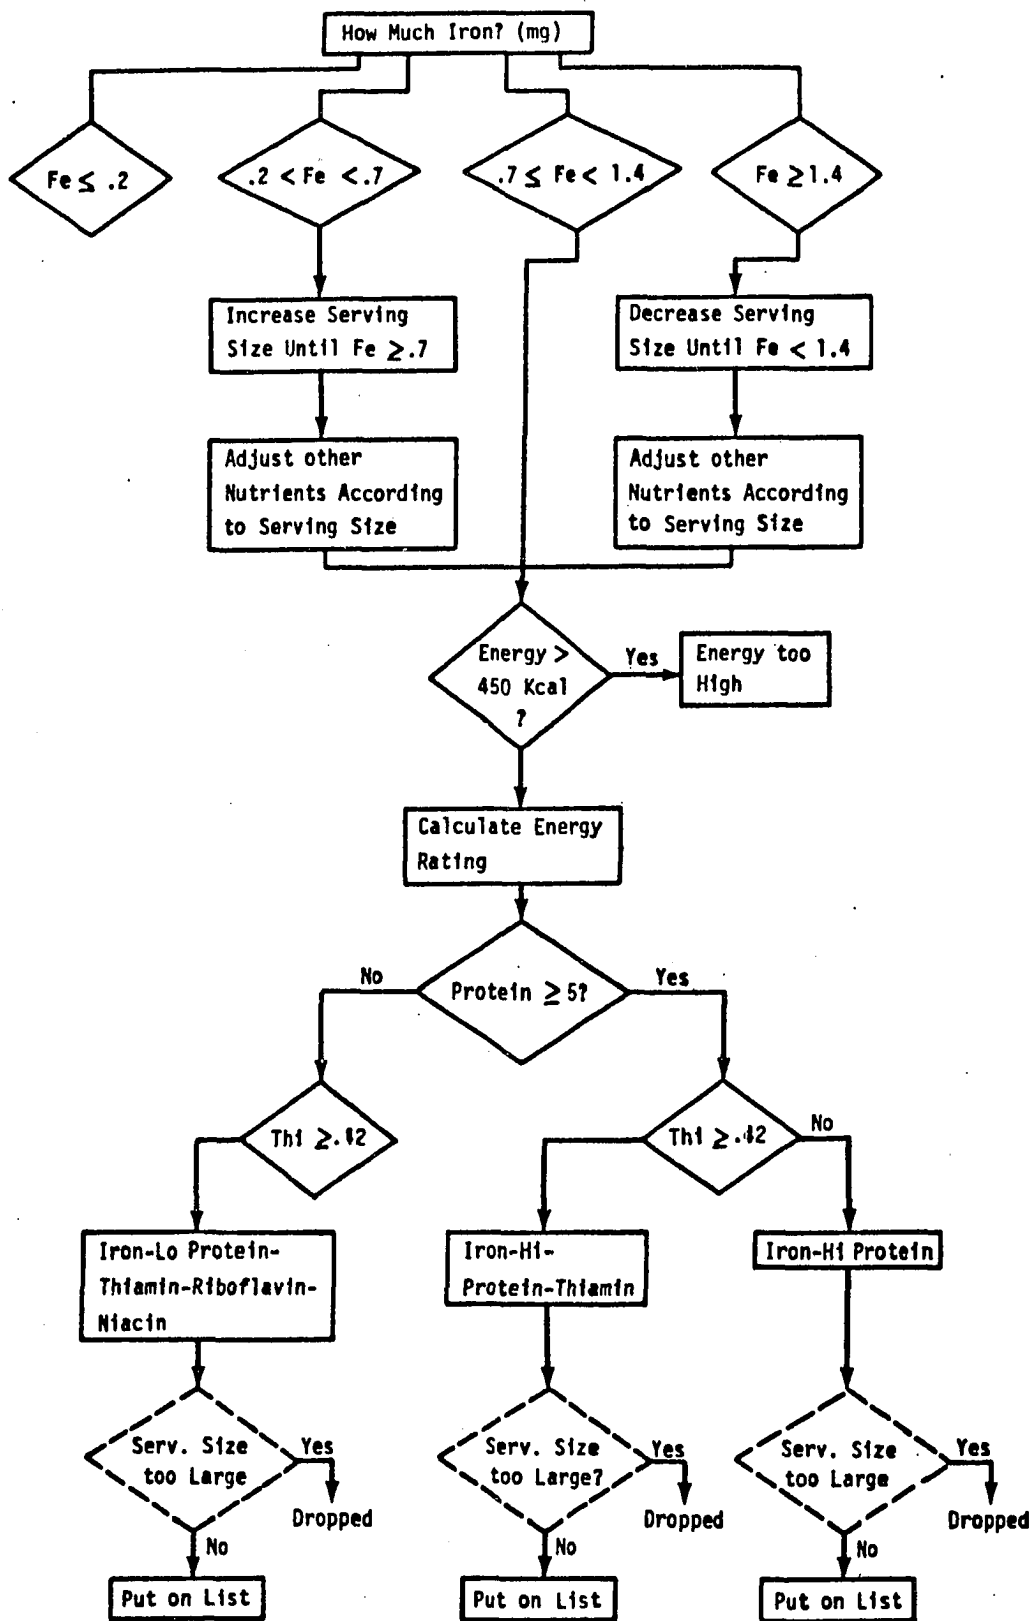 How Much Iron? (mg)
Fe ≤ .2
.2 < Fe < .7
.7 ≤ Fe < 1.4
Fe ≥ 1.4
Increase Serving
Size Until Fe ≥ .7
Decrease Serving
Size Until Fe < 1.4
Adjust other
Nutrients According
to Serving Size
Adjust other
Nutrients According
to Serving Size
Energy >
450 Kcal
?
Yes
Energy too
High
Calculate Energy
Rating
No
Protein ≥ 5?
Yes
Thi ≥
Thi ≥
No
Iron-Lo Protein-
Thiamin-Riboflavin-
Niacin
Iron-Hi-
Protein-Thiamin
Iron-Hi Protein
Serv. Size
too Large
Yes
Dropped
No
Put on List
Serv. Size
too Large?
Yes
Dropped
No
Put on List
Serv. Size
too Large
Yes
Dropped
No
Put on List